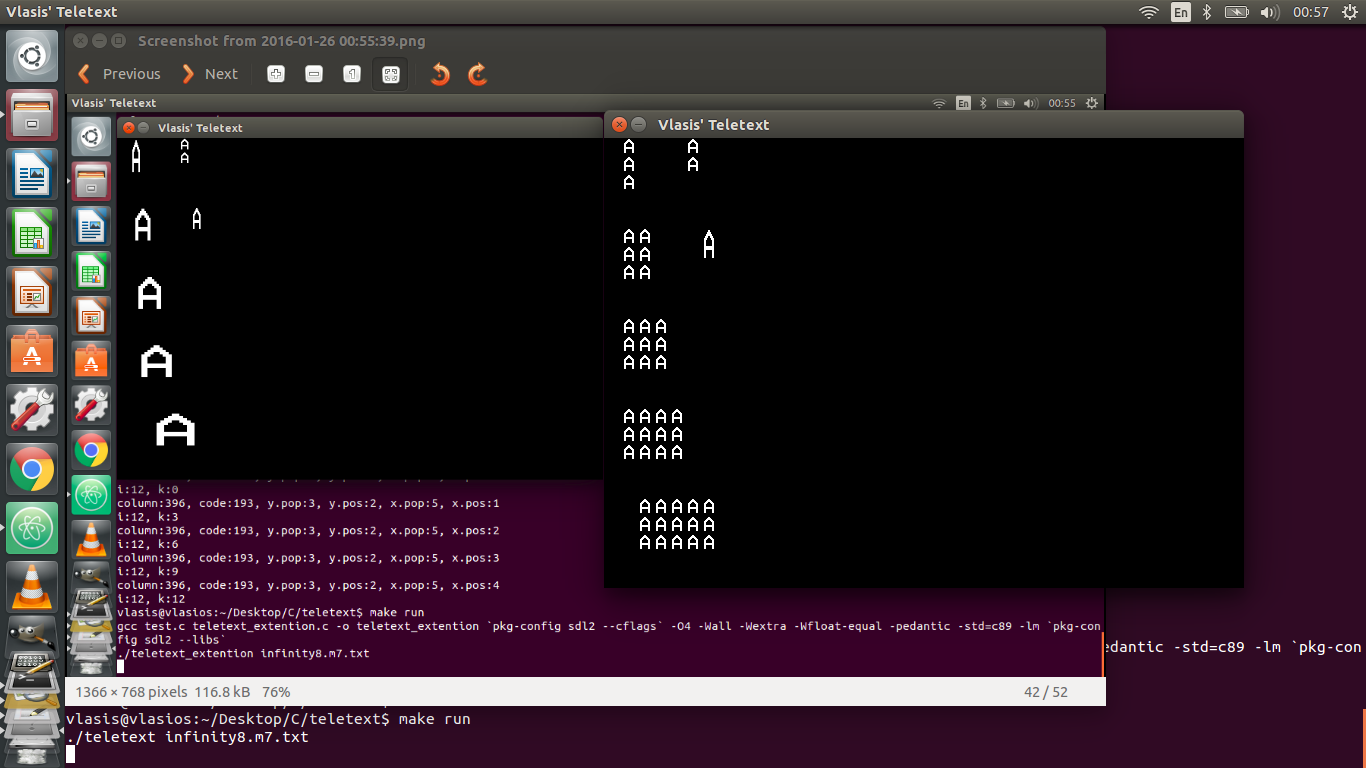 Vlasis' Teletext
En
00:57
Screenshot from 2016-01-26 00:55:39.png
Previous
Next
Vlasis' Teletext
En
00:55
Vlasis' Teletext
A A
A
A A
A
A
A
i:12, k:0
column:396, code:193, y.pop:3, y.pos:2, x.pop:5, x.pos:1
i:12, k:3
column:396, code:193, y.pop:3, y.pos:2, x.pop:5, x.pos:2
i:12, k:6
column:396, code:193, y.pop:3, y.pos:2, x.pop:5, x.pos:3
i:12, k:9
column:396, code:193, y.pop:3, y.pos:2, x.pop:5, x.pos:4
i:12, k:12
vlasis@vlasios:~/Desktop/C/teletext$ make run
gcc test.c teletext_extention.c -o teletext_extention `pkg-config sdl2 --cflags` -O4 -Wall -Wextra -Wfloat-equal -pedantic -std=c89 -lm `pkg-con
fig sdl2 --libs`
./teletext_extention infinity8.m7.txt
Vlasis' Teletext
A A
A A
A
A A A
A A
A A
A A A
A A A
A A A
A A A A
A A A A
A A A A
A A A A A
A A A A A
A A A A A
1366 × 768 pixels 116.8 kB 76%
42 / 52
edantic -std=c89 -lm `pkg-con
vlasis@vlasios:~/Desktop/C/teletext$ make run
./teletext infinity8.m7.txt